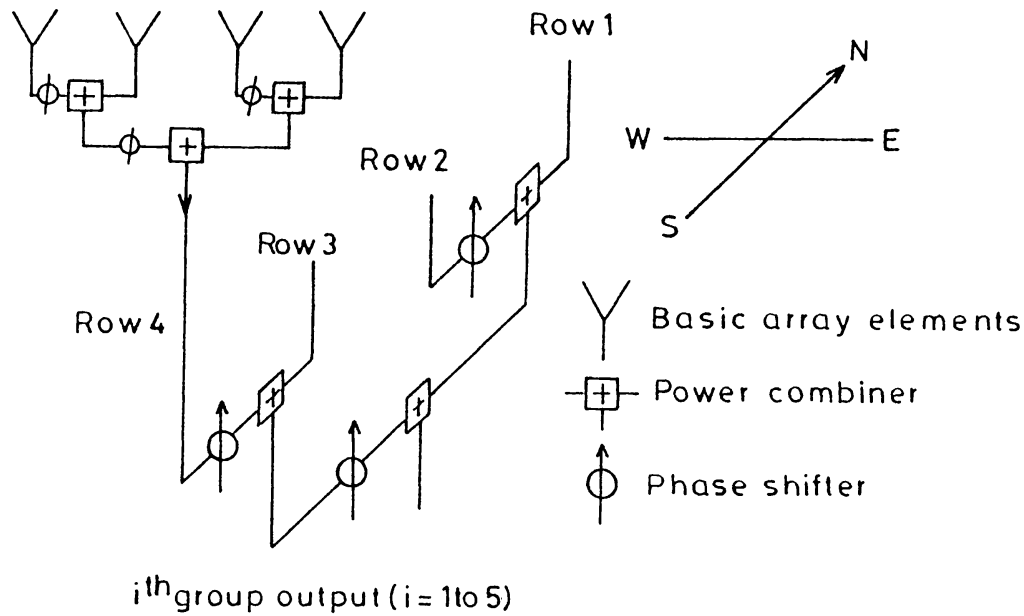 Row 1
N
W
E
Row 2
S
Row 3
Row 4
Basic array elements
Power combiner
Phase shifter
ith group output (i = 1 to 5)